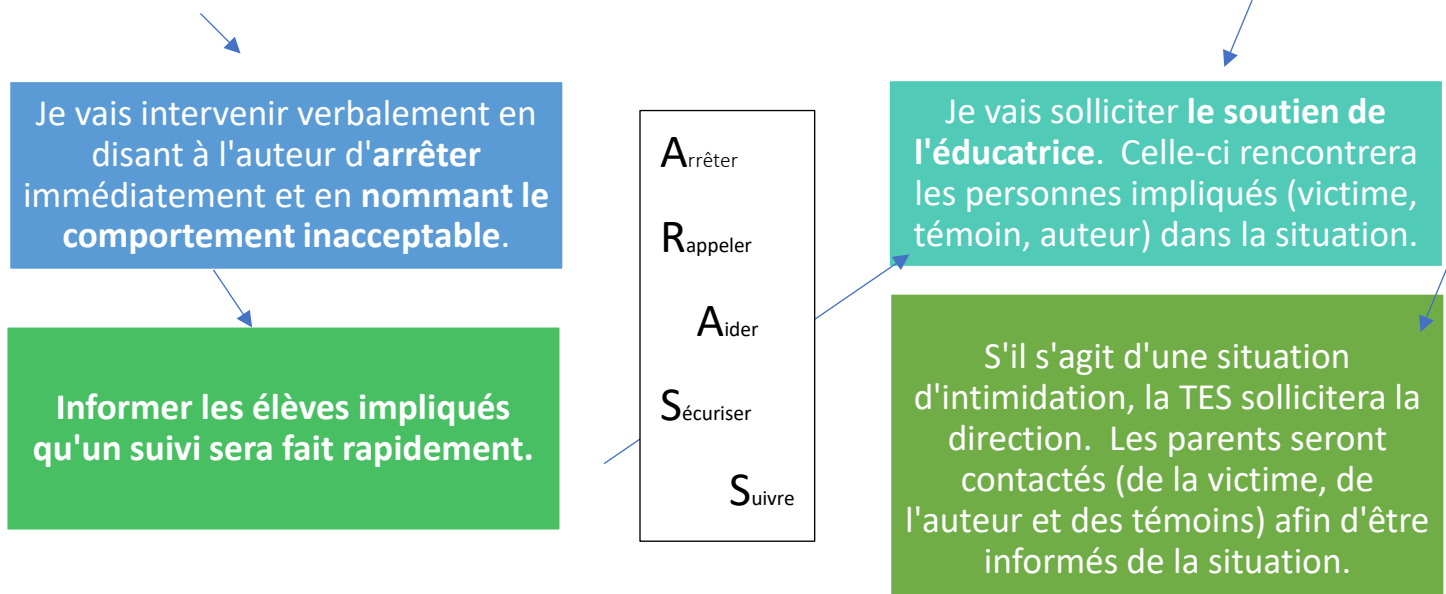 Je vais intervenir verbalement en
disant à l'auteur d'arrêter
immédiatement et en nommant le
comportement inacceptable.
Informer les élèves impliqués
qu'un suivi sera fait rapidement.
Arrêter
Rappeler
Aider
Sécuriser
Suivre
Je vais solliciter le soutien de
l'éducatrice. Celle-ci rencontrera
les personnes impliqués (victime,
témoin, auteur) dans la situation.
S'il s'agit d'une situation
d'intimidation, la TES sollicitera la
direction. Les parents seront
contactés (de la victime, de
l'auteur et des témoins) afin d'être
informés de la situation.